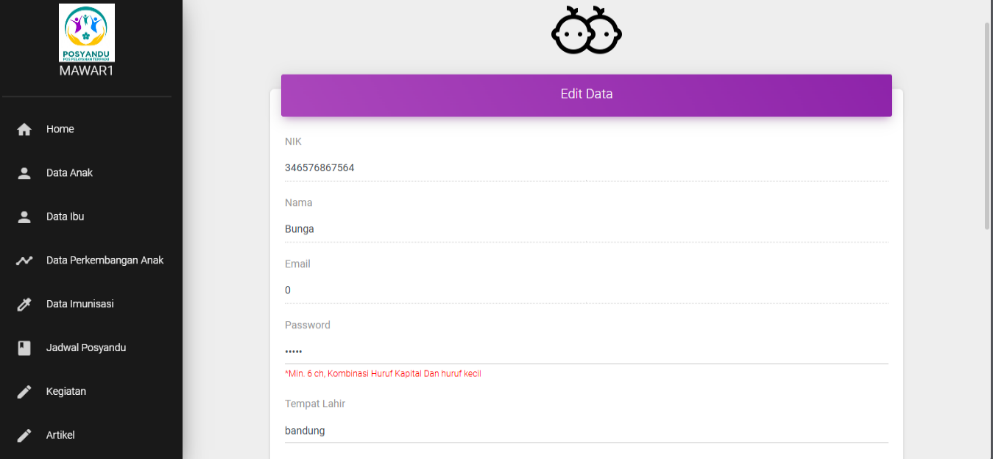 POSYANDU
MAWAR1
Home
Data Anak
Data Ibu
Data Perkembangan Anak
Data Imunisasi
Jadwal Posyandu
Kegiatan
Artikel
Edit Data
NIK
346576867564
Nama
Bunga
Email
0
Password
•••••
*Min, 6 ch, Kombinasi Huruf Kapital Dan huruf kecil
Tempat Lahir
bandung